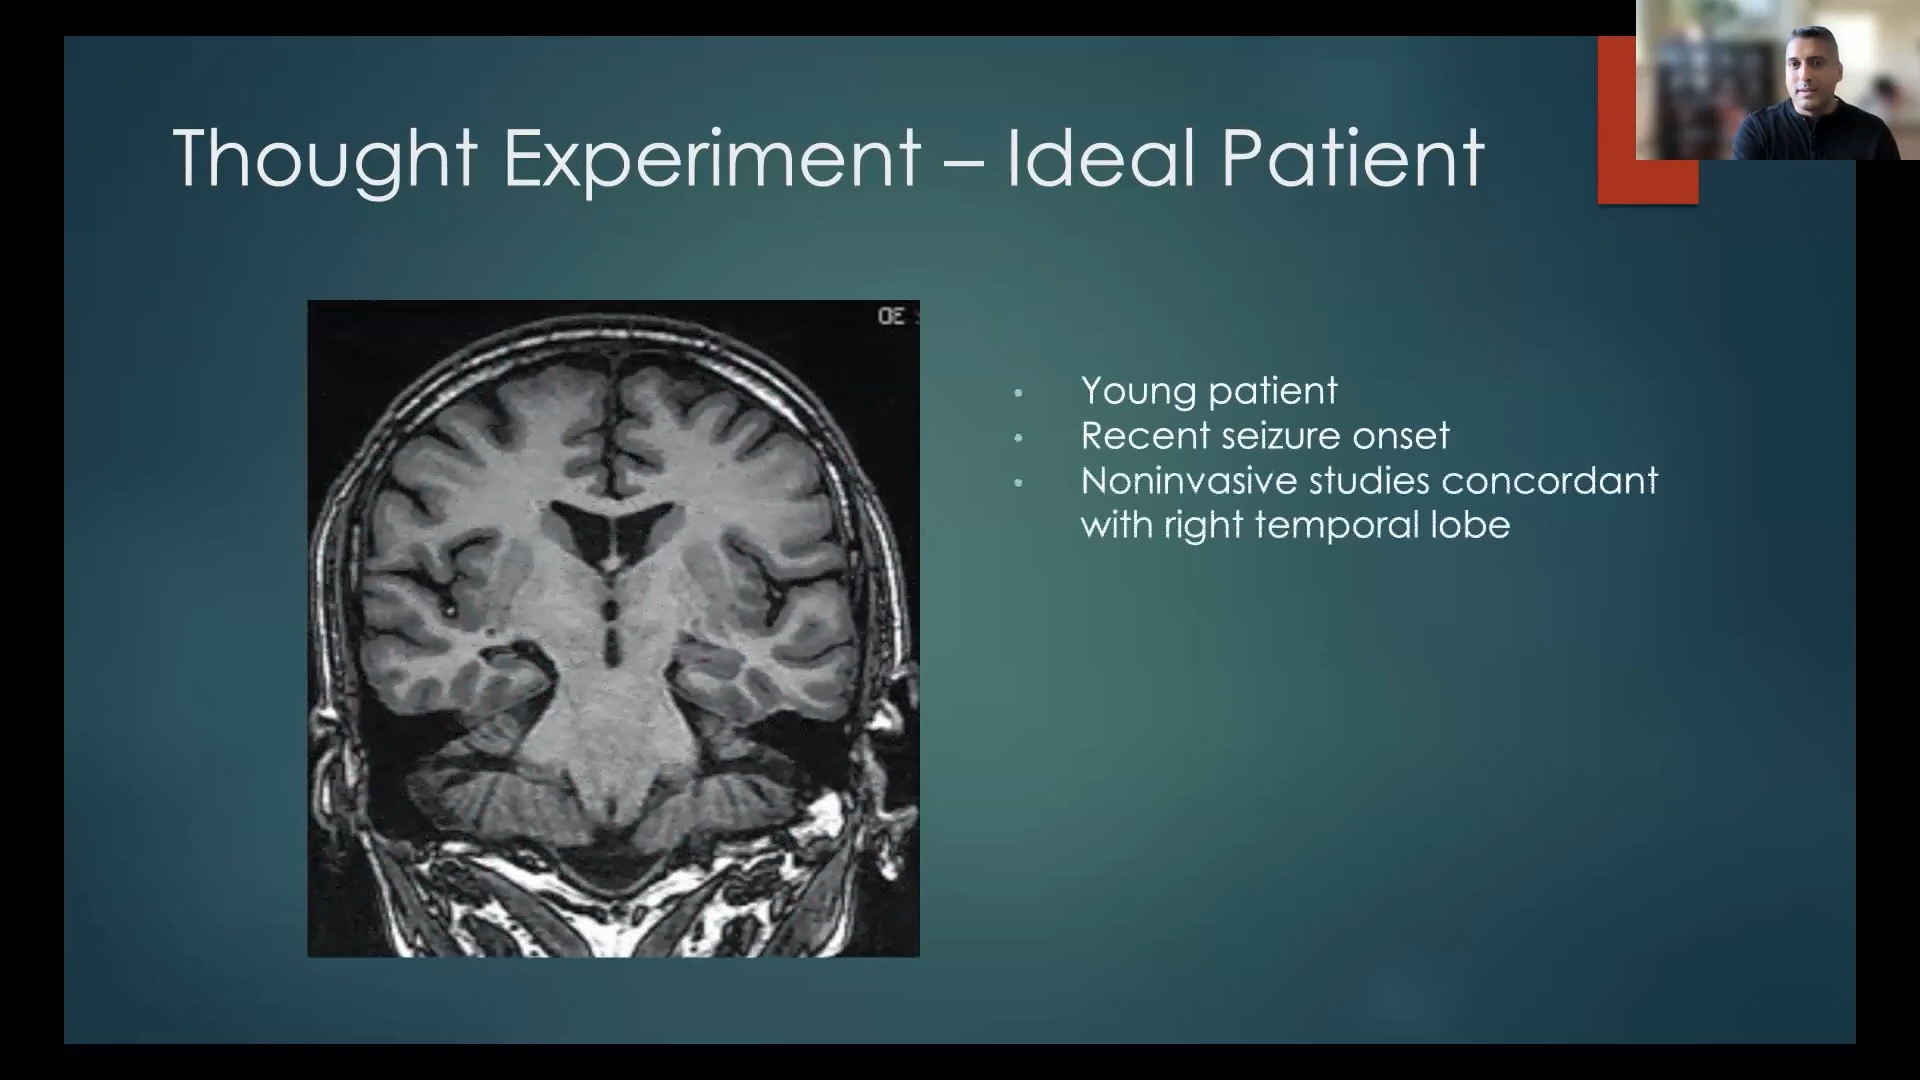 Thought Experiment – Ideal Patient
Young patient
Recent seizure onset
Noninvasive studies concordant
with right temporal lobe